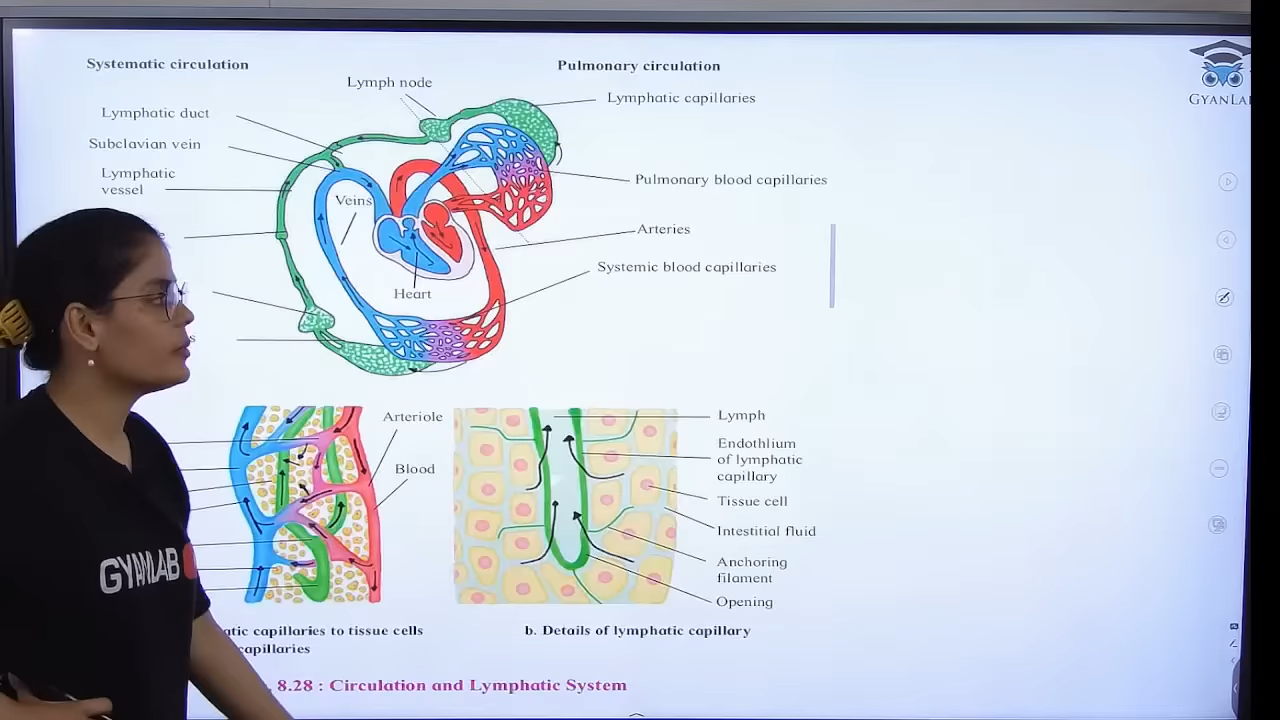 Systematic circulation
Pulmonary circulation
Lymph node
Lymphatic capillaries
Lymphatic duct
Subclavian vein
Lymphatic
vessel
Veins
Pulmonary blood capillaries
Arteries
Systemic blood capillaries
Heart
Arteriole
Blood
Lymph
Endothlium
of lymphatic
capillary
Tissue cell
Intestitial fluid
Anchoring
filament
Opening
capillaries to tissue cells
capillaries
b. Details of lymphatic capillary
8.28 : Circulation and Lymphatic System
GYANLAB